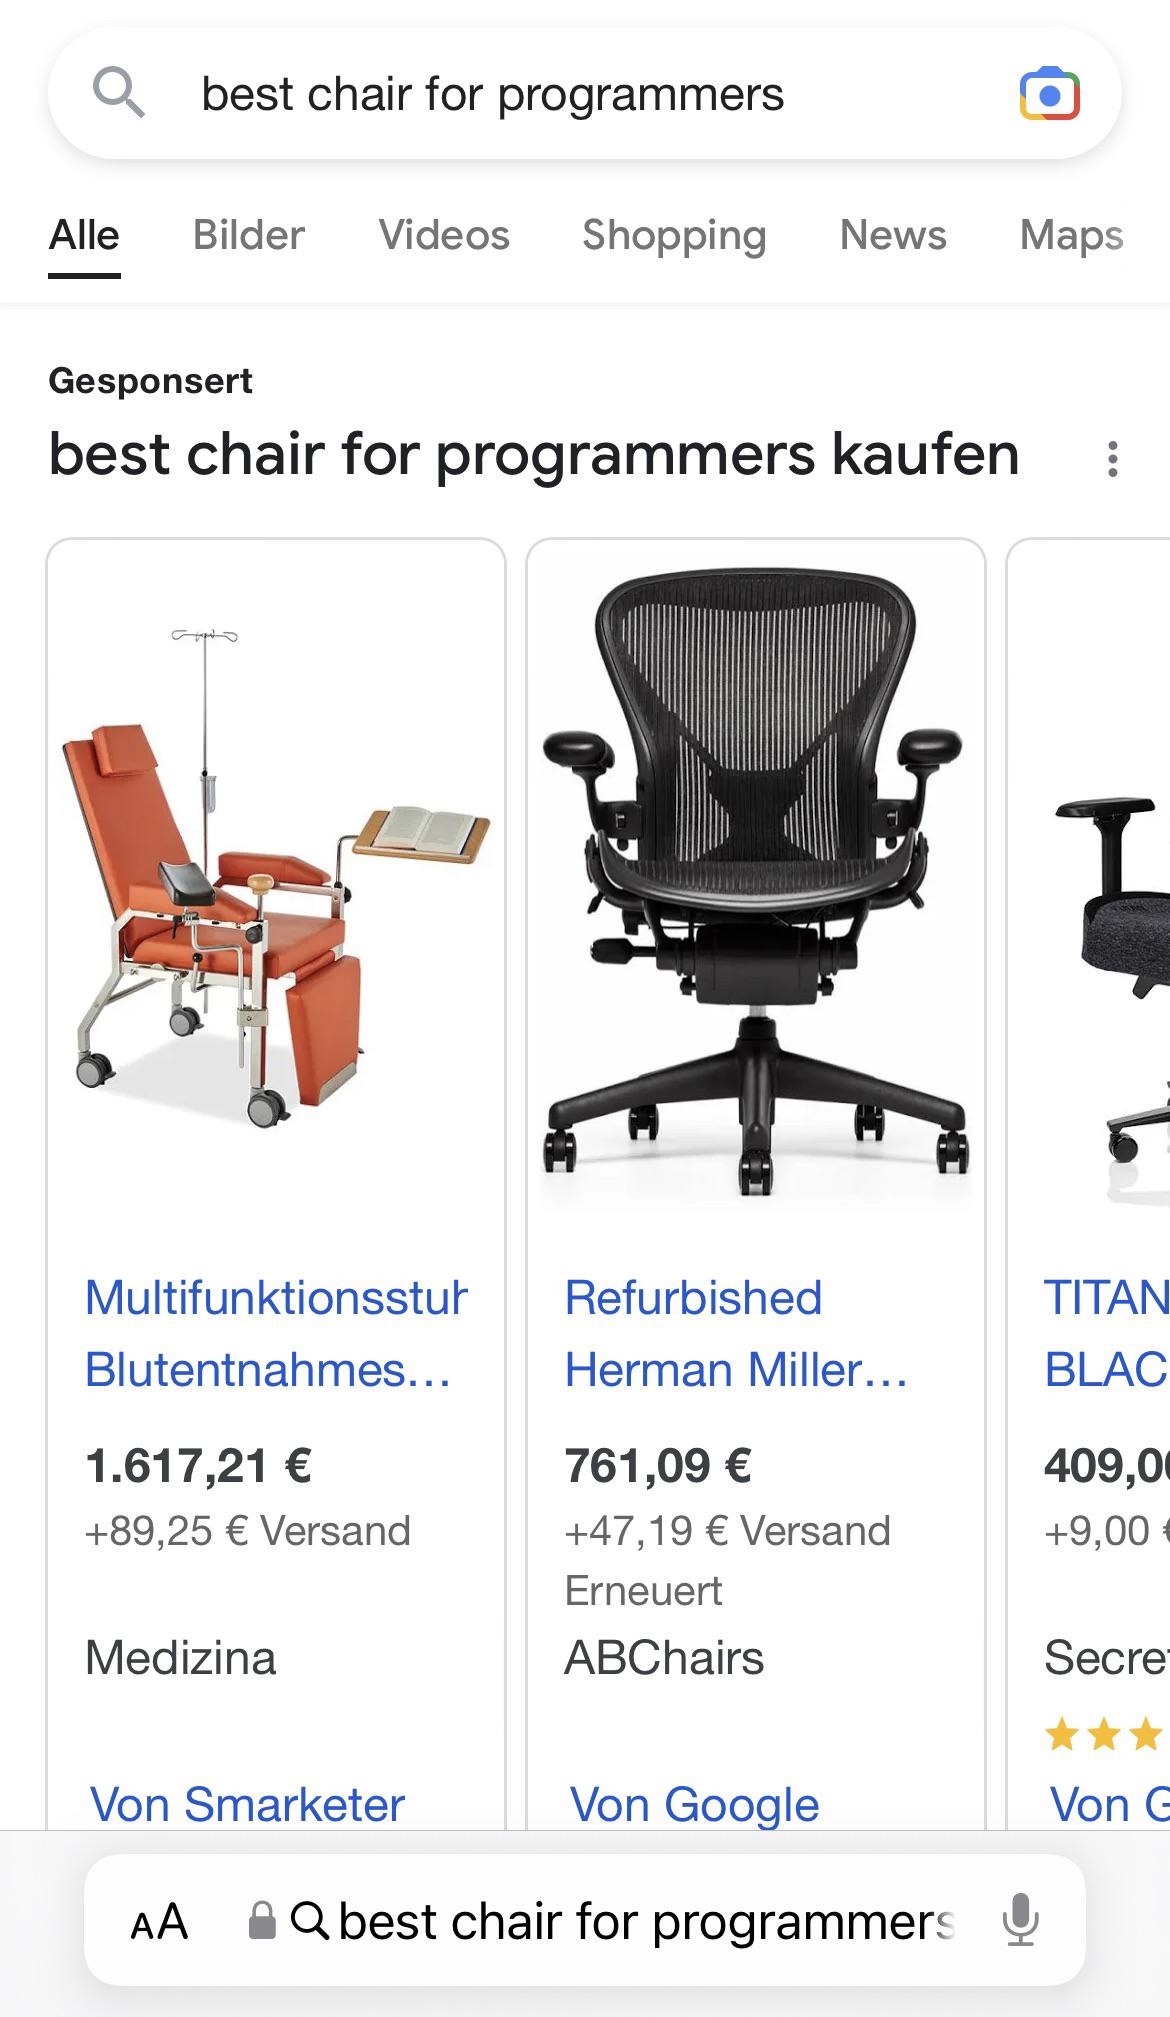 best chair for programmers
Alle Bilder Videos Shopping News Maps
Gesponsert
best chair for programmers kaufen
Multifunktionsstuh
Blutentnahmes...
1.617,21 €
+89,25 € Versand
Medizina
Von Smarketer
Refurbished
Herman Miller...
761,09 €
+47,19 € Versand
Erneuert
ABChairs
Von Google
TITAN
BLAC
409,00
+9,00 €
Secret
Von G
AA best chair for programmers